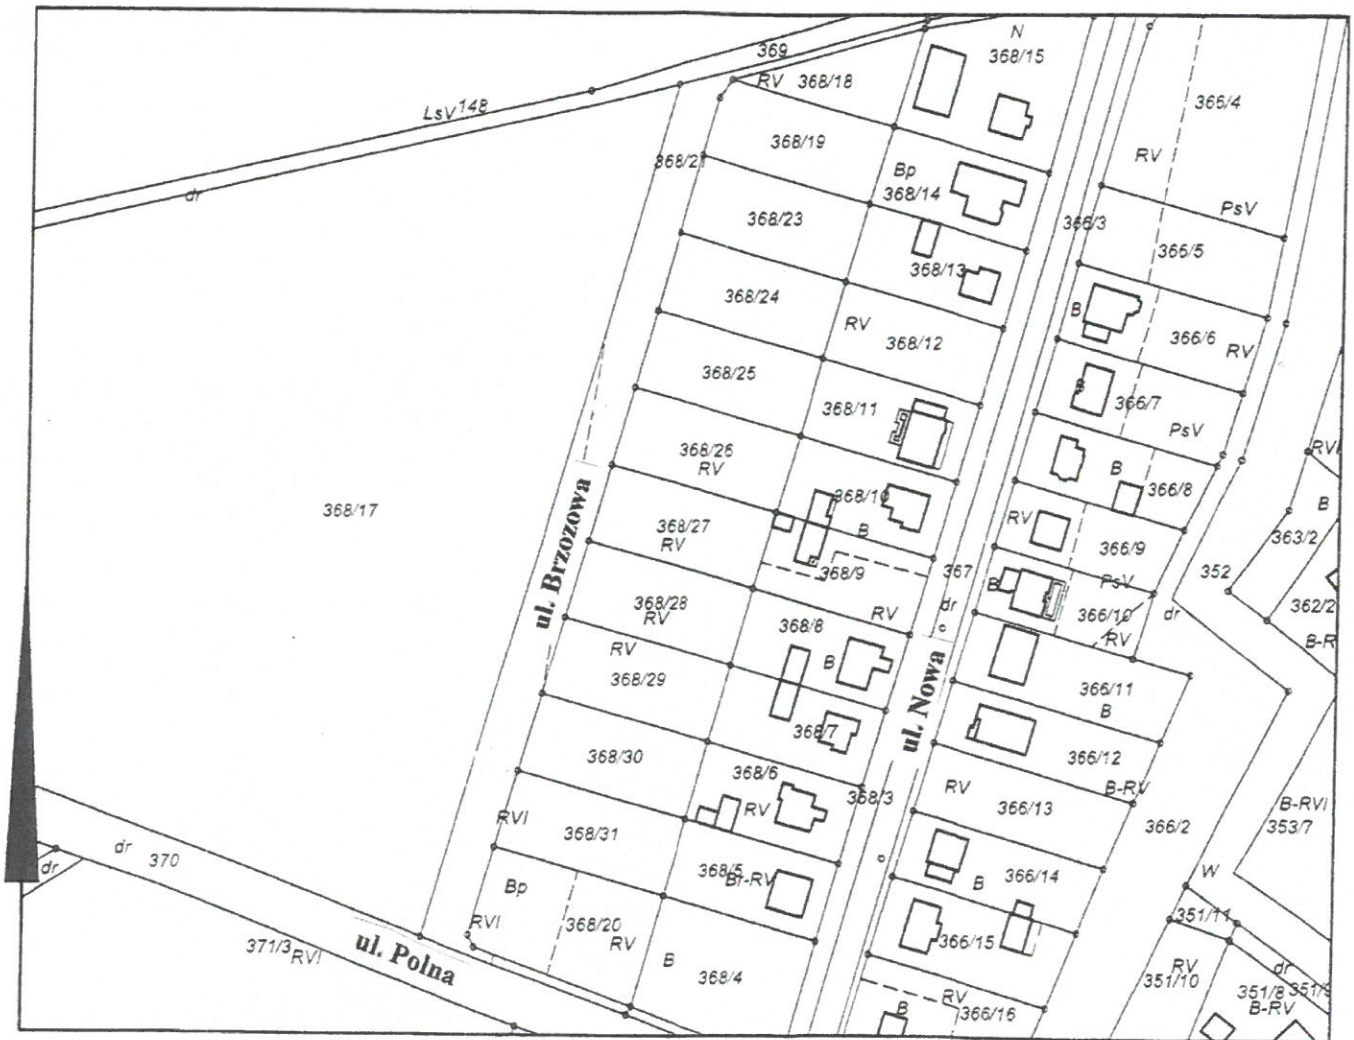 N
369
368/15
RV 368/18
366/4
LsV 148
368/19
368/21
RV
Bp
368/14
dr
PsV
368/23
366/3
366/5
368/13
368/24
RV
B
366/6
368/12
RV
368/25
366/7
368/11
PsV
368/26
RV
B
366/8
RVI
368/10
B
B
368/17
RV
368/27
RV
366/9
363/2
ul. Brzozowa
368/9
367
B
PsV
352
dr
366/10
dr
362/2
368/28
RV
RV
368/8
RV
B-R
RV
B
368/29
366/11
B
ul. Nowa
368/7
368/30
368/6
366/12
RV
368/3
RV
B-RV
366/13
B-RVI
353/7
RVI
368/31
366/2
dr
370
dr
368/5
Br-RV
B
366/14
W
Bp
351/11
368/20
RVI
RV
366/15
371/3 RVI
ul. Polna
B
368/4
RV
351/10
dr
351/8
351/9
B-RV
RV
366/16
B